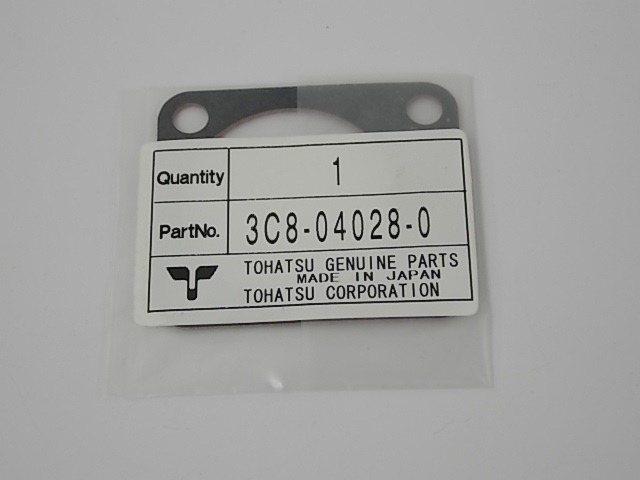 Quantity 1
PartNo. 3C8-04028-0
TOHATSU GENUINE PARTS
MADE IN JAPAN
TOHATSU CORPORATION